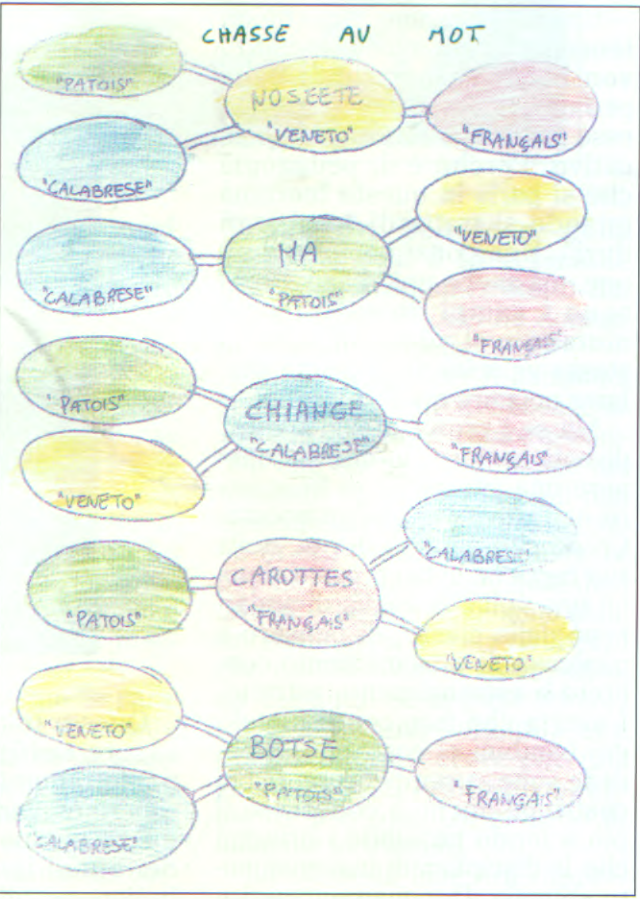 CHASSE AU MOT
"PATOIS"
NOSEETE
"VENETO"
"FRANÇAIS"
"CALABRESE"
"CALABRESE"
MA
"PATOIS"
"VENETO"
"FRANÇAIS"
"PATOIS"
CHIANGE
"CALABRESE"
"FRANÇAIS"
"VENETO"
"PATOIS"
CAROTTES
"FRANÇAIS"
"CALABRESE"
"VENETO"
"VENETO"
BOTSE
"PATOIS"
"FRANÇAIS"
"CALABRESE"